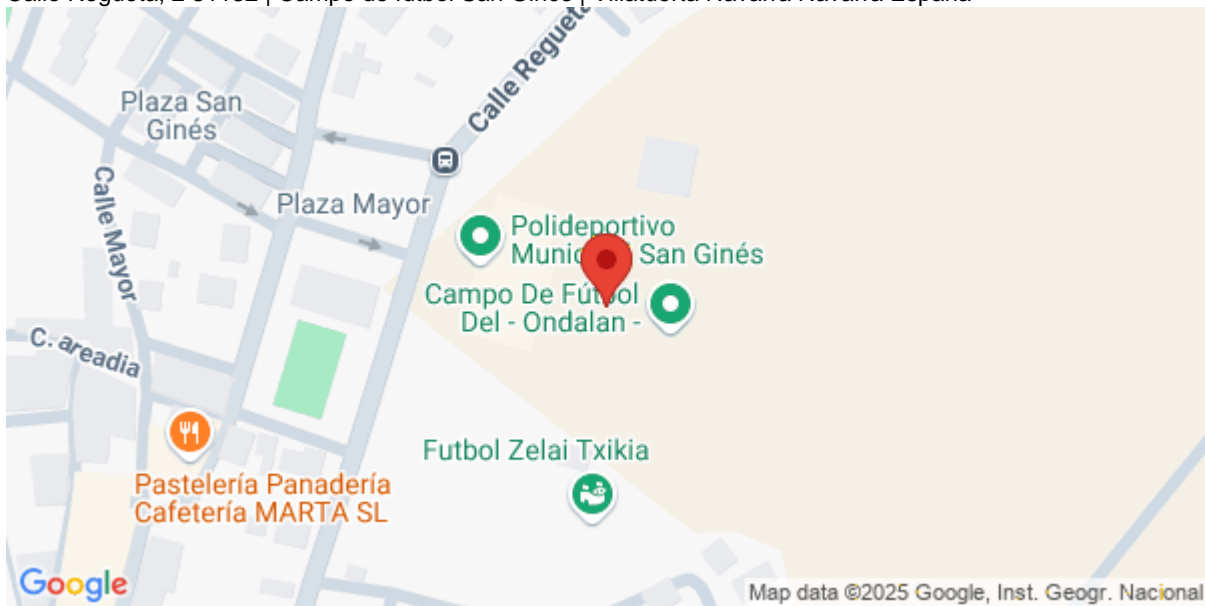 Plaza San
Ginés
Calle Regueta
Calle Mayor
Plaza Mayor
Polideportivo
San Ginés
Campo De
Del - Ondalan -
C. areadia
Futbol Zelai Txikia
Pastelería Panadería
Cafetería MARTA SL
Google
Map data ©2025 Google, Inst. Geogr. Nacional